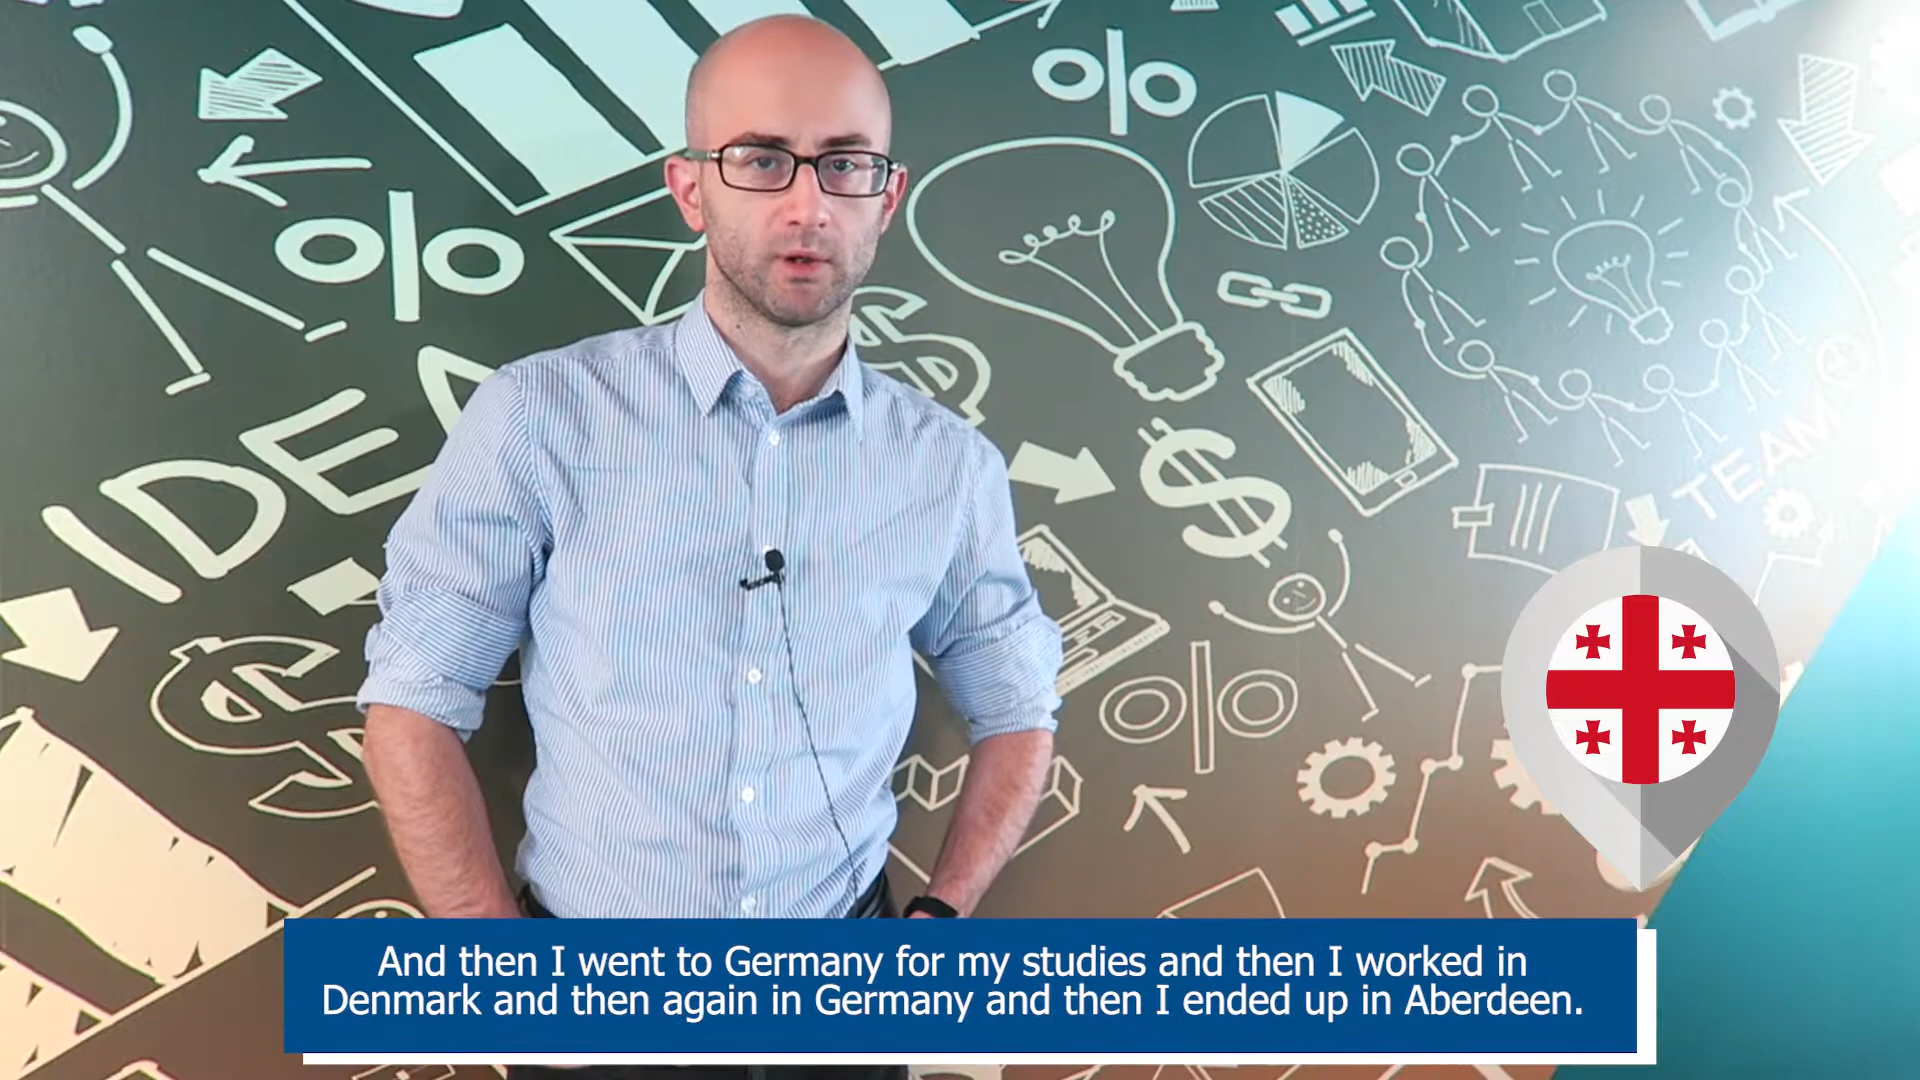 IDEA
TEAM
And then I went to Germany for my studies and then I worked in
Denmark and then again in Germany and then I ended up in Aberdeen.